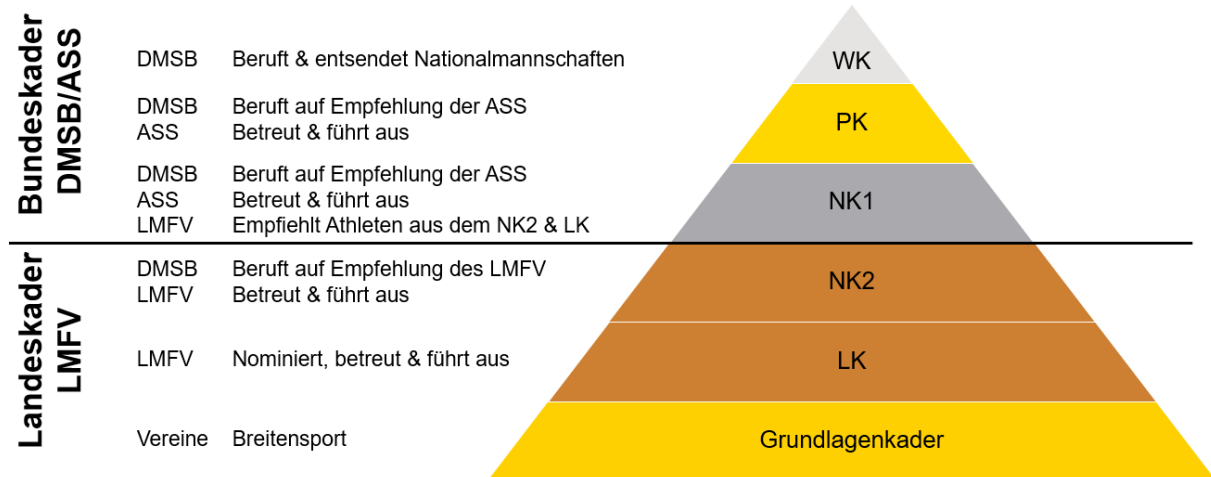 Bundeskader
DMSB/ASS
DMSB Beruft & entsendet Nationalmannschaften
WK
DMSB Beruft auf Empfehlung der ASS
ASS Betreut & führt aus
PK
DMSB Beruft auf Empfehlung der ASS
ASS Betreut & führt aus
LMFV Empfiehlt Athleten aus dem NK2 & LK
NK1
Landeskader
LMFV
DMSB Beruft auf Empfehlung des LMFV
LMFV Betreut & führt aus
NK2
LMFV Nominiert, betreut & führt aus
LK
Vereine Breitensport
Grundlagenkader